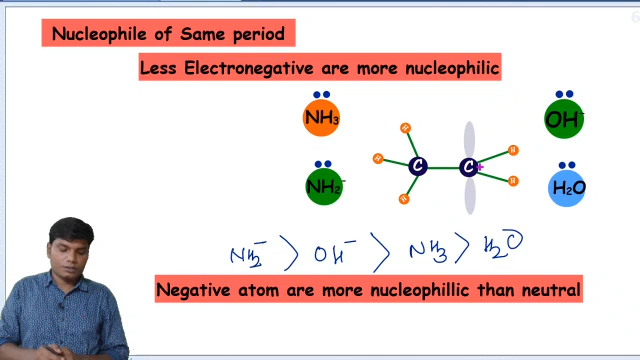 Nucleophile of Same period
Less Electronegative are more nucleophilic
NH₃
OH⁻
H
H
H
C
C+
H
H
H
NH₂⁻
H₂O
NH₂⁻ > OH⁻ > NH₃ > H₂O
Negative atom are more nucleophillic than neutral